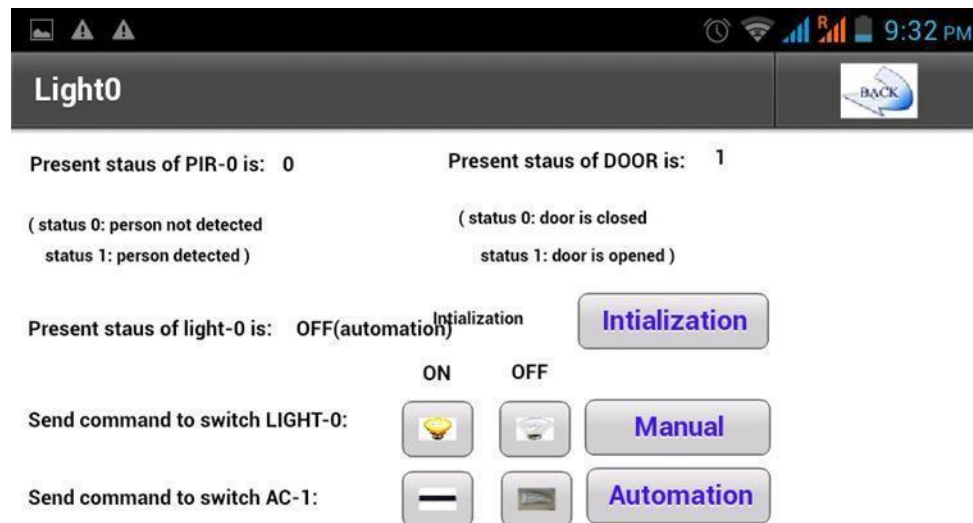 R
9:32 PM
Light0
BACK
Present staus of PIR-0 is: 0
Present staus of DOOR is: 1
( status 0: person not detected
status 1: person detected )
( status 0: door is closed
status 1: door is opened )
Present staus of light-0 is: OFF(automation)
Intialization
Intialization
ON OFF
Send command to switch LIGHT-0:
Manual
Send command to switch AC-1:
Automation